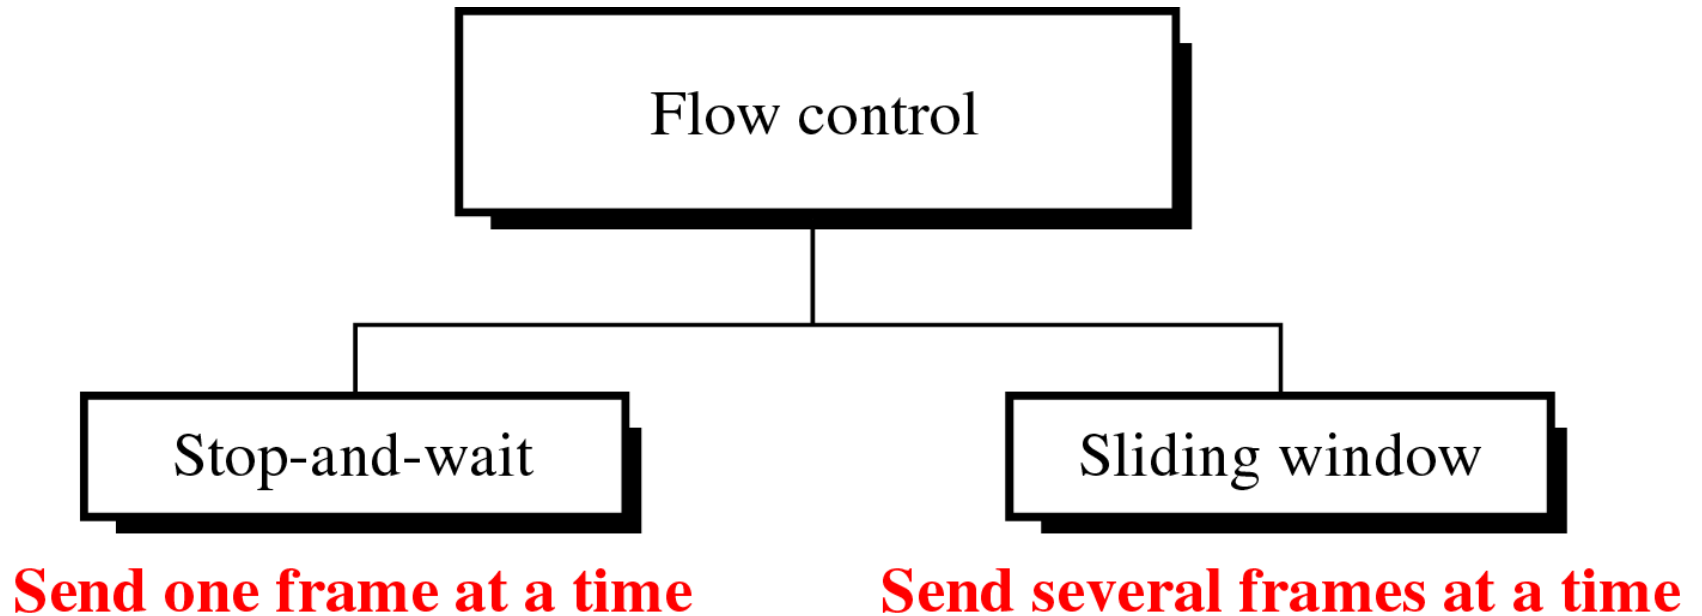 Flow control
Stop-and-wait
Sliding window
Send one frame at a time
Send several frames at a time